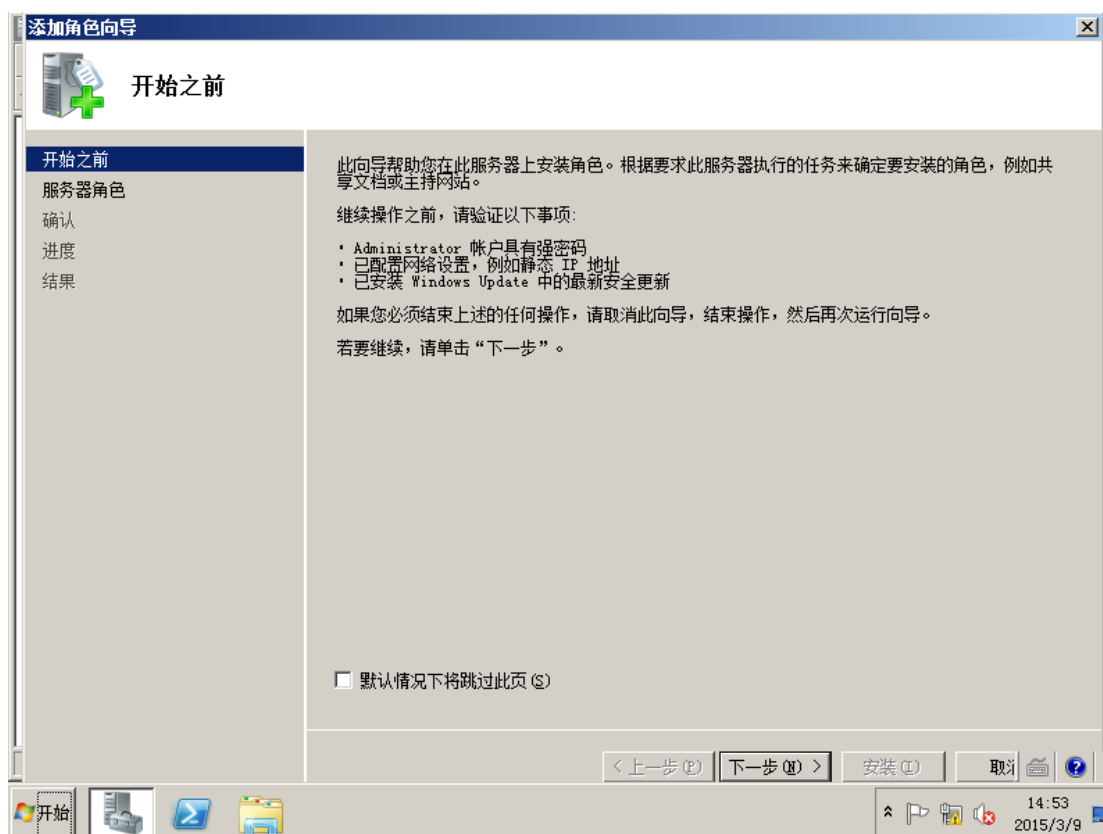 添加角色向导
开始之前
开始之前
服务器角色
确认
进度
结果
此向导帮助您在此服务器上安装角色。根据要求此服务器执行的任务来确定要安装的角色，例如共
享文档或主持网站。
继续操作之前，请验证以下事项:
· Administrator 帐户具有强密码
· 已配置网络设置，例如静态 IP 地址
· 已安装 Windows Update 中的最新安全更新
如果您必须结束上述的任何操作，请取消此向导，结束操作，然后再次运行向导。
若要继续，请单击“下一步”。
默认情况下将跳过此页(S)
< 上一步(P)
下一步(N) >
安装(I)
取
开始
14:53
2015/3/9